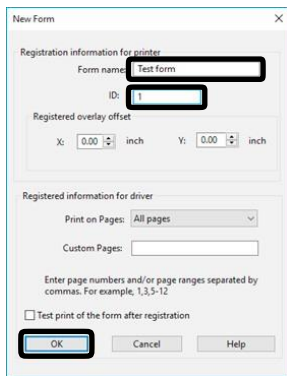 New Form
Registration information for printer
Form name: Test form
ID: 1
Registered overlay offset
X: 0.00 inch Y: 0.00 inch
Registered information for driver
Print on Pages: All pages
Custom Pages:
Enter page numbers and/or page ranges separated by
commas. For example, 1,3,5-12
Test print of the form after registration
OK Cancel Help